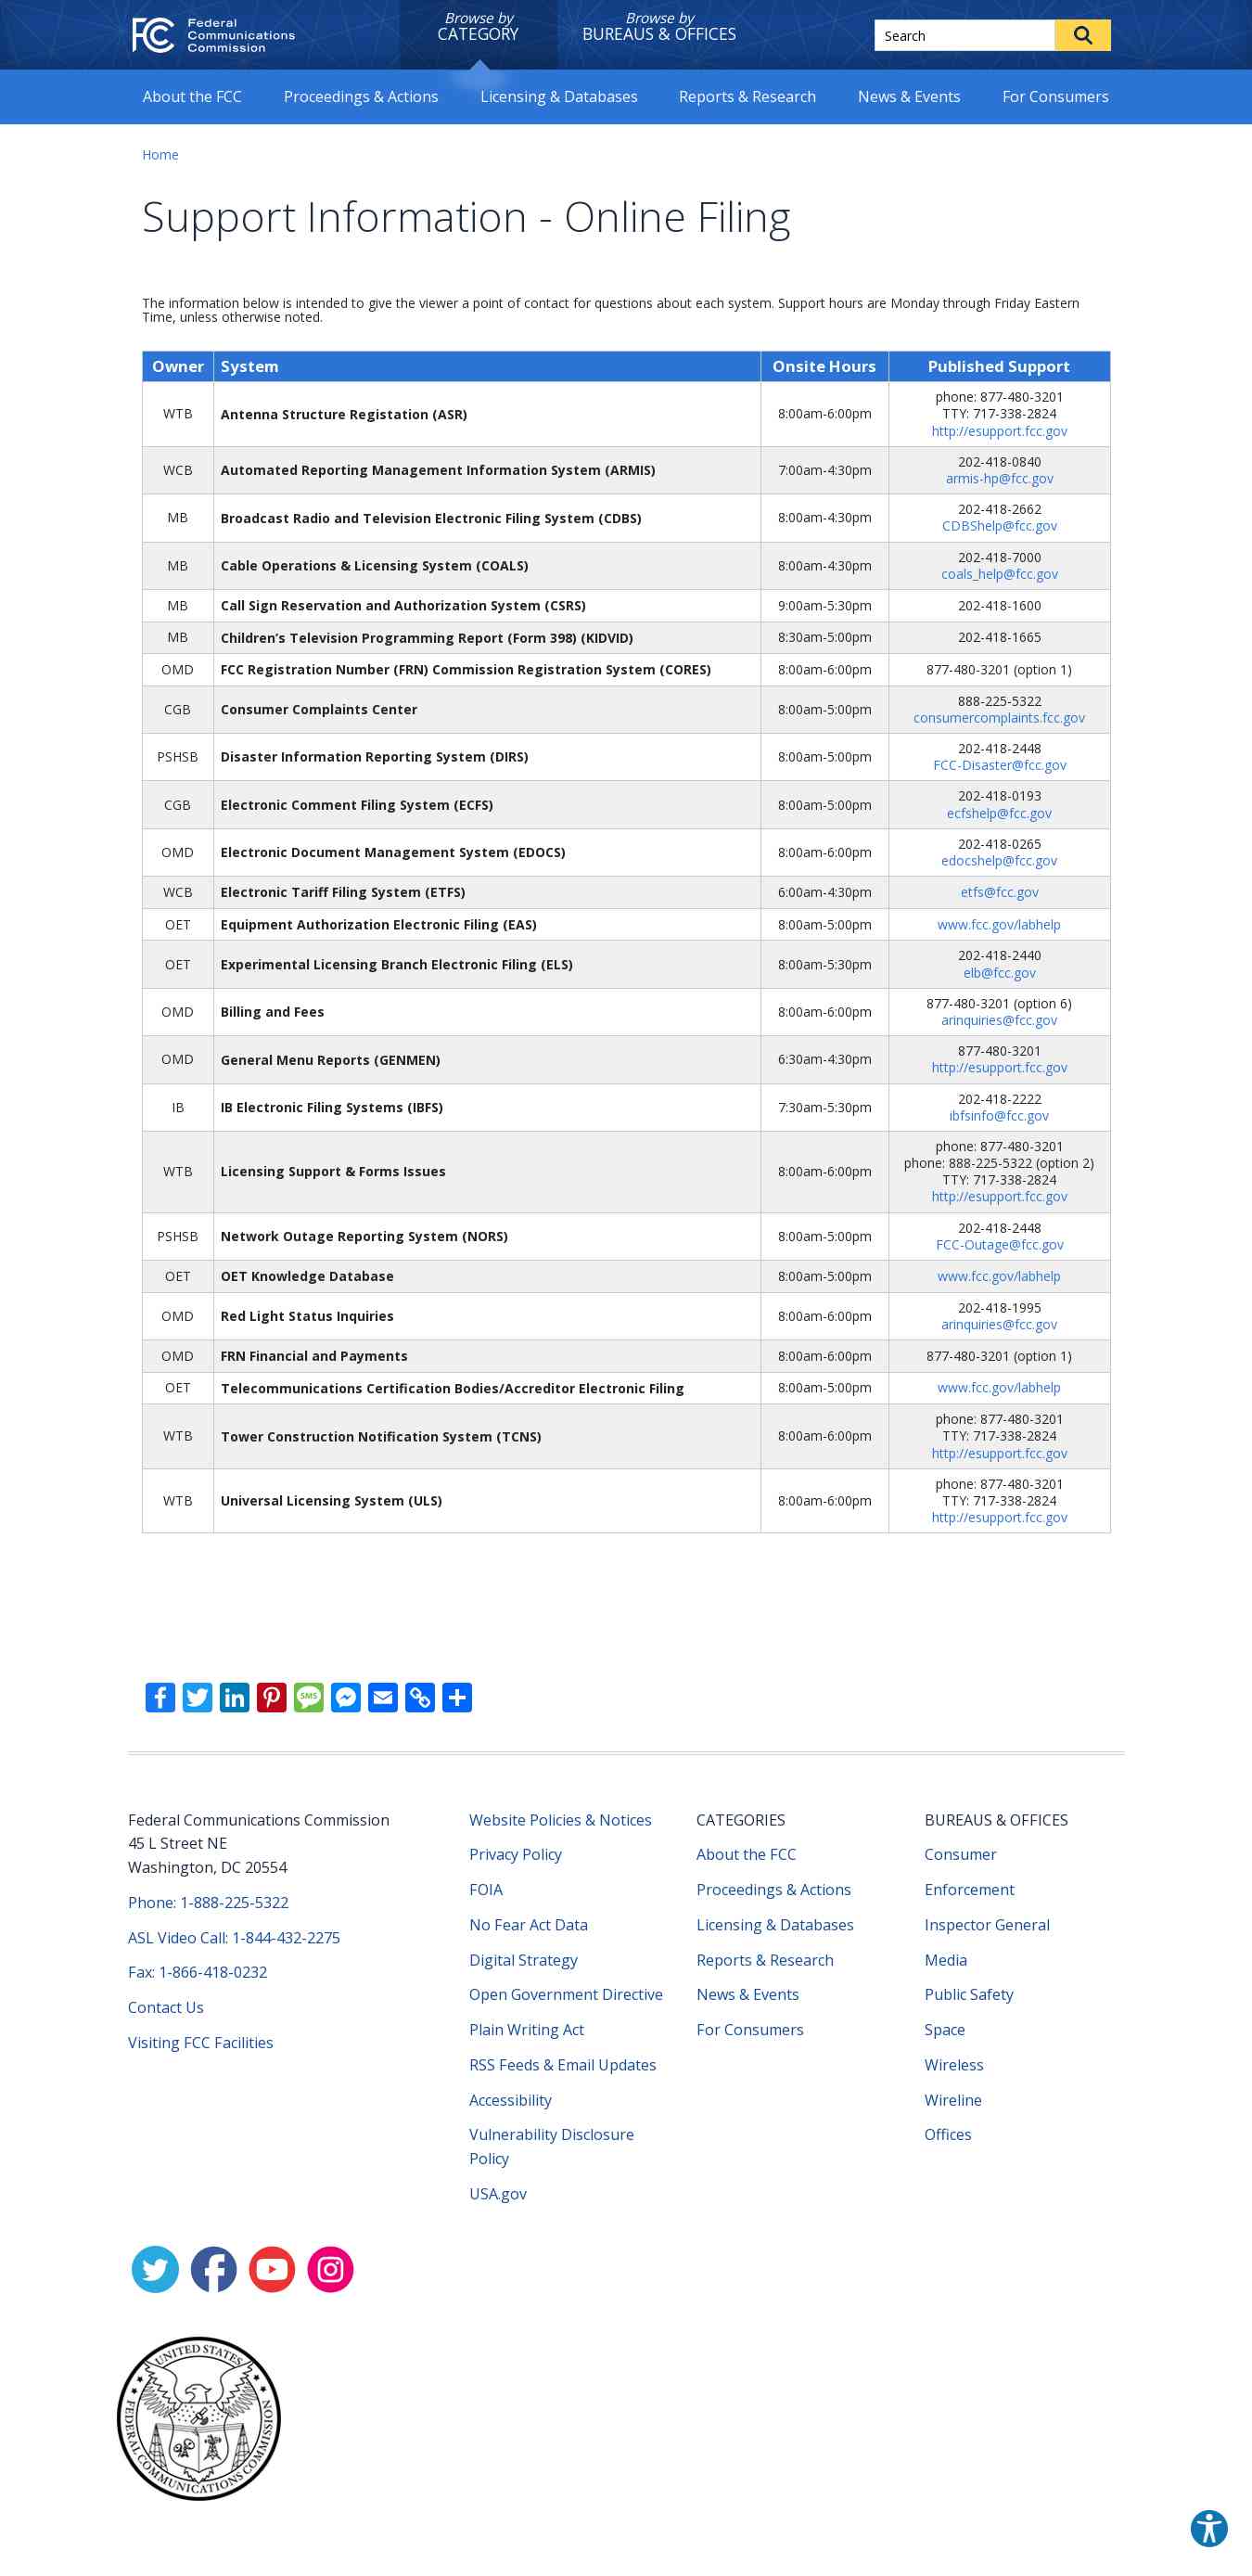 FCC
Federal
Communications
Commission
Browse by
CATEGORY
Browse by
BUREAUS & OFFICES
Search
About the FCC
Proceedings & Actions
Licensing & Databases
Reports & Research
News & Events
For Consumers
Home
Support Information - Online Filing
The information below is intended to give the viewer a point of contact for questions about each system. Support hours are Monday through Friday Eastern
Time, unless otherwise noted.
Owner System Onsite Hours Published Support
WTB Antenna Structure Registation (ASR) 8:00am-6:00pm phone: 877-480-3201
TTY: 717-338-2824
http://esupport.fcc.gov
WCB Automated Reporting Management Information System (ARMIS) 7:00am-4:30pm 202-418-0840
armis-hp@fcc.gov
MB Broadcast Radio and Television Electronic Filing System (CDBS) 8:00am-4:30pm 202-418-2662
CDBShelp@fcc.gov
MB Cable Operations & Licensing System (COALS) 8:00am-4:30pm 202-418-7000
coals_help@fcc.gov
MB Call Sign Reservation and Authorization System (CSRS) 9:00am-5:30pm 202-418-1600
MB Children’s Television Programming Report (Form 398) (KIDVID) 8:30am-5:00pm 202-418-1665
OMD FCC Registration Number (FRN) Commission Registration System (CORES) 8:00am-6:00pm 877-480-3201 (option 1)
CGB Consumer Complaints Center 8:00am-5:00pm 888-225-5322
consumercomplaints.fcc.gov
PSHSB Disaster Information Reporting System (DIRS) 8:00am-5:00pm 202-418-2448
FCC-Disaster@fcc.gov
CGB Electronic Comment Filing System (ECFS) 8:00am-5:00pm 202-418-0193
ecfshelp@fcc.gov
OMD Electronic Document Management System (EDOCS) 8:00am-6:00pm 202-418-0265
edocshelp@fcc.gov
WCB Electronic Tariff Filing System (ETFS) 6:00am-4:30pm etfs@fcc.gov
OET Equipment Authorization Electronic Filing (EAS) 8:00am-5:00pm www.fcc.gov/labhelp
OET Experimental Licensing Branch Electronic Filing (ELS) 8:00am-5:30pm 202-418-2440
elb@fcc.gov
OMD Billing and Fees 8:00am-6:00pm 877-480-3201 (option 6)
arinquiries@fcc.gov
OMD General Menu Reports (GENMEN) 6:30am-4:30pm 877-480-3201
http://esupport.fcc.gov
IB IB Electronic Filing Systems (IBFS) 7:30am-5:30pm 202-418-2222
ibfsinfo@fcc.gov
WTB Licensing Support & Forms Issues 8:00am-6:00pm phone: 877-480-3201
phone: 888-225-5322 (option 2)
TTY: 717-338-2824
http://esupport.fcc.gov
PSHSB Network Outage Reporting System (NORS) 8:00am-5:00pm 202-418-2448
FCC-Outage@fcc.gov
OET OET Knowledge Database 8:00am-5:00pm www.fcc.gov/labhelp
OMD Red Light Status Inquiries 8:00am-6:00pm 202-418-1995
arinquiries@fcc.gov
OMD FRN Financial and Payments 8:00am-6:00pm 877-480-3201 (option 1)
OET Telecommunications Certification Bodies/Accreditor Electronic Filing 8:00am-5:00pm www.fcc.gov/labhelp
WTB Tower Construction Notification System (TCNS) 8:00am-6:00pm phone: 877-480-3201
TTY: 717-338-2824
http://esupport.fcc.gov
WTB Universal Licensing System (ULS) 8:00am-6:00pm phone: 877-480-3201
TTY: 717-338-2824
http://esupport.fcc.gov
SMS
Federal Communications Commission
45 L Street NE
Washington, DC 20554
Phone: 1-888-225-5322
ASL Video Call: 1-844-432-2275
Fax: 1-866-418-0232
Contact Us
Visiting FCC Facilities
Website Policies & Notices
Privacy Policy
FOIA
No Fear Act Data
Digital Strategy
Open Government Directive
Plain Writing Act
RSS Feeds & Email Updates
Accessibility
Vulnerability Disclosure
Policy
USA.gov
CATEGORIES
About the FCC
Proceedings & Actions
Licensing & Databases
Reports & Research
News & Events
For Consumers
BUREAUS & OFFICES
Consumer
Enforcement
Inspector General
Media
Public Safety
Space
Wireless
Wireline
Offices
UNITED STATES
FEDERAL COMMUNICATIONS COMMISSION